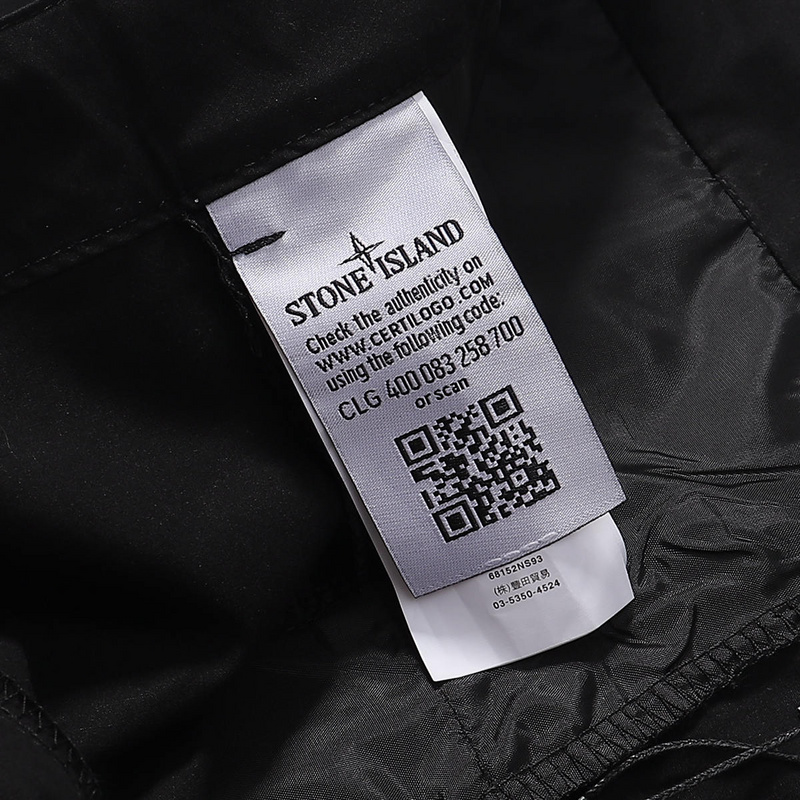 STONE ISLAND
Check the authenticity on
WWW.CERTILOGO.COM
using the following code:
CLG 400 083 258 700
or scan
68152NS93
(株)豊田貿易
03-5350-4524